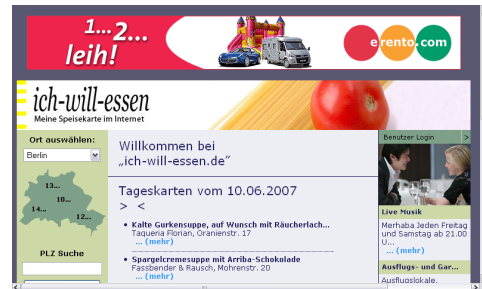 1...2...
leih!
erento.com
ich-will-essen
Meine Speisekarte im Internet
Ort auswählen:
Berlin
13...
10...
14...
12...
PLZ Suche
Willkommen bei
„ich-will-essen.de“
Tageskarten vom 10.06.2007
> <
• Kalte Gurkensuppe, auf Wunsch mit Räucherlach...
Taqueria Florian, Oranienstr. 17
... (mehr)
• Spargelcremesuppe mit Arriba-Schokolade
Fassbender & Rausch, Mohrenstr. 20
... (mehr)
Benutzer Login >
Live Musik
Merhaba Jeden Freitag
und Samstag ab 21.00
U...
... (mehr)
Ausflugs- und Gar...
Ausflugslokale,